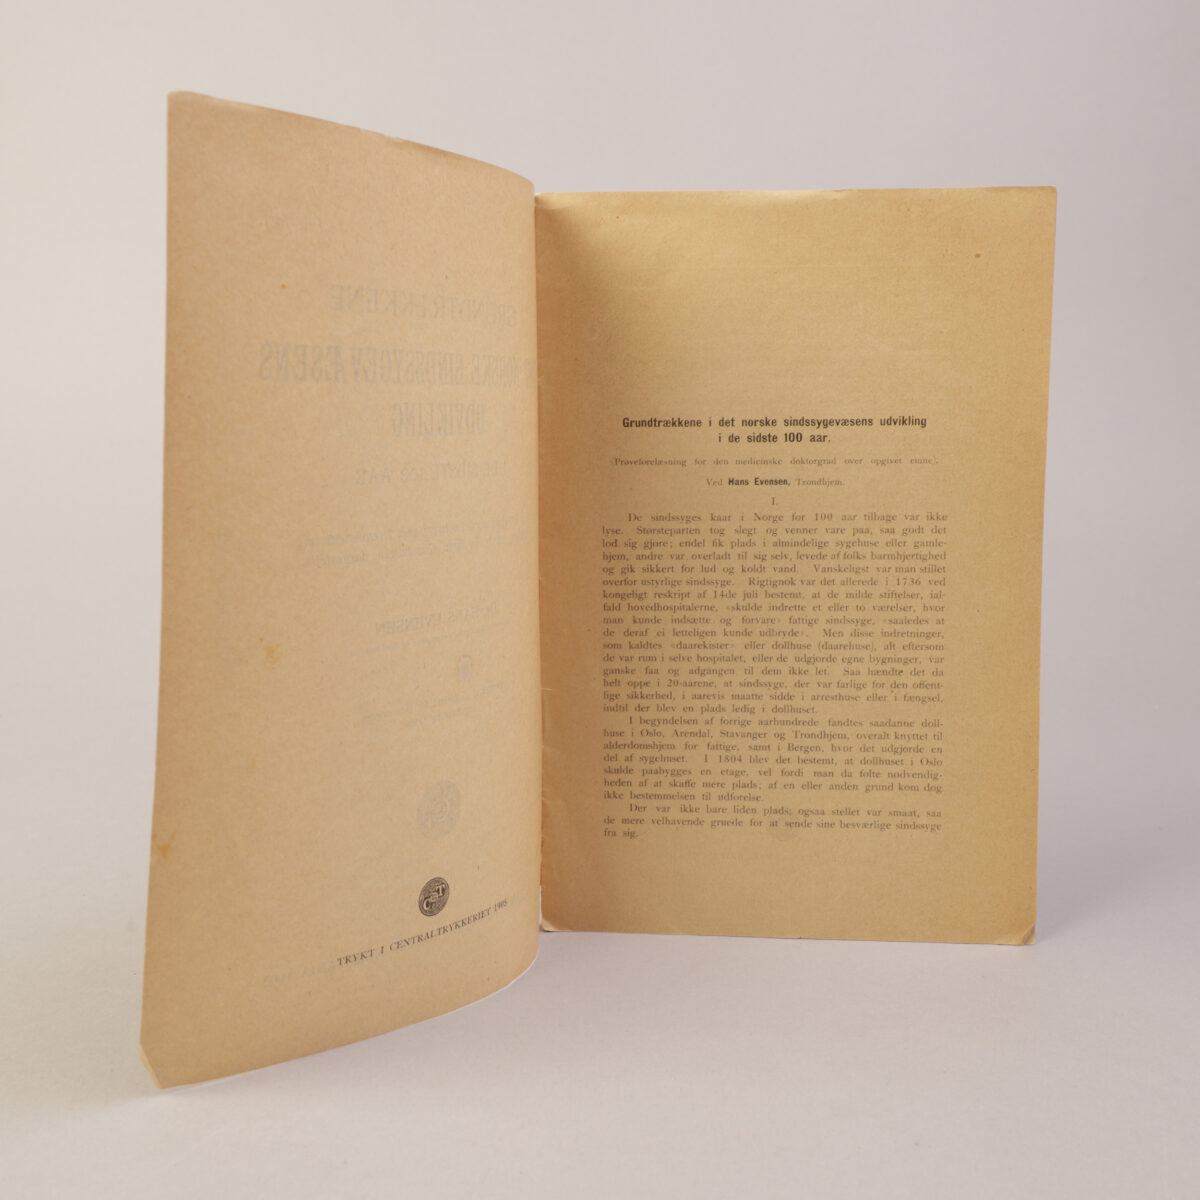 TRYKT I CENTRALTRYKKERIET 1905
Grundtrækkene i det norske sindssygevæsens udvikling
i de sidste 100 aar.
(Prøveforelæsning for den medicinske doktorgrad over opgivet emne).
Ved Hans Evensen, Trondhjem.
I.
De sindssyges kaar i Norge for 100 aar tilbage var ikke
lyse. Størsteparten tog slegt og venner vare paa, saa godt det
lod sig gjøre; endel fik plads i almindelige sygehuse eller gamle-
hjem, andre var overladt til sig selv, levede af folks barmhjertighed
og gik sikkert for lud og koldt vand. Vanskeligst var man stillet
overfor ustyrlige sindssyge. Rigtignok var det allerede i 1736 ved
kongeligt reskript af 14de juli bestemt, at de milde stiftelser, ial-
fald hovedhospitalerne, «skulde indrette et eller to værelser, hvor
man kunde indsætte og forvare» fattige sindssyge, «saaledes at
de deraf ei letteligen kunde udbryde». Men disse indretninger,
som kaldtes «daarekister» eller dollhuse (daarehuse), alt eftersom
de var rum i selve hospitalet, eller de udgjorde egne bygninger, var
ganske faa og adgangen til dem ikke let. Saa hændte det da
helt oppe i 20-aarene, at sindssyge, der var farlige for den offent-
lige sikkerhed, i aarevis maatte sidde i arresthuse eller i fængsel,
indtil der blev en plads ledig i dollhuset.
I begyndelsen af forrige aarhundrede fandtes saadanne doll-
huse i Oslo, Arendal, Stavanger og Trondhjem, overalt knyttet til
alderdomshjem for fattige, samt i Bergen, hvor det udgjorde en
del af sygehuset. I 1804 blev det bestemt, at dollhuset i Oslo
skulde paabygges en etage, vel fordi man da følte nødvendig-
heden af at skaffe mere plads; af en eller anden grund kom dog
ikke bestemmelsen til udførelse.
Der var ikke bare liden plads; ogsaa stellet var smaat, saa
de mere velhavende gruede for at sende sine besværlige sindssyge
fra sig.